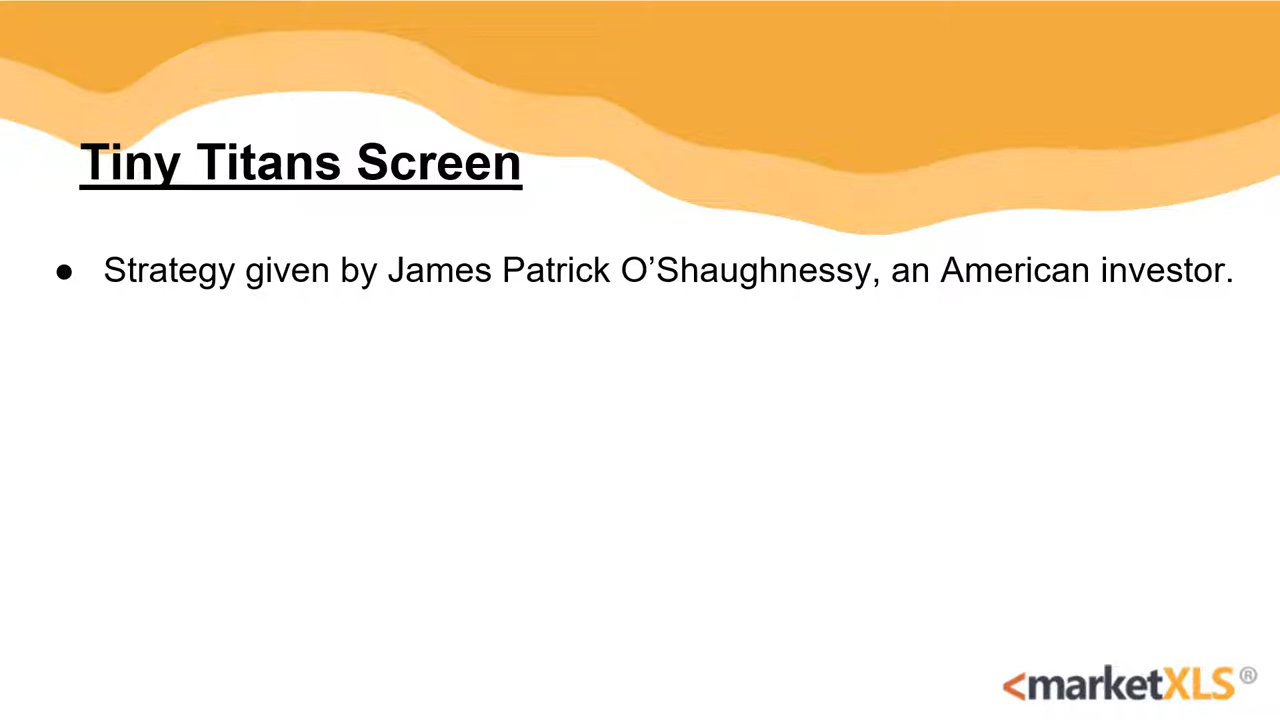 Tiny Titans Screen
● Strategy given by James Patrick O’Shaughnessy, an American investor.
<marketXLS®